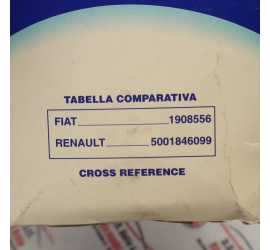 TABELLA COMPARATIVA
FIAT 1908556
RENAULT 5001846099
CROSS REFERENCE